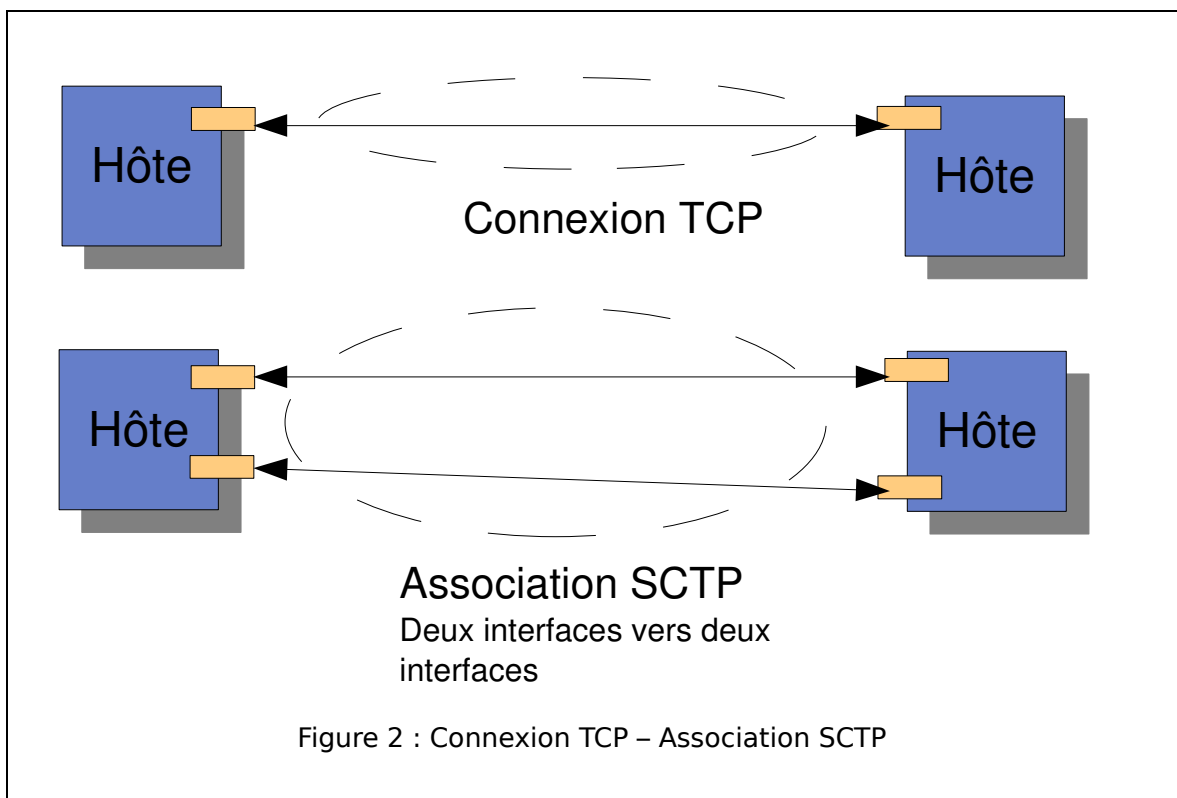 Hôte
Hôte
Connexion TCP
Hôte
Hôte
Association SCTP
Deux interfaces vers deux
interfaces
Figure 2 : Connexion TCP – Association SCTP